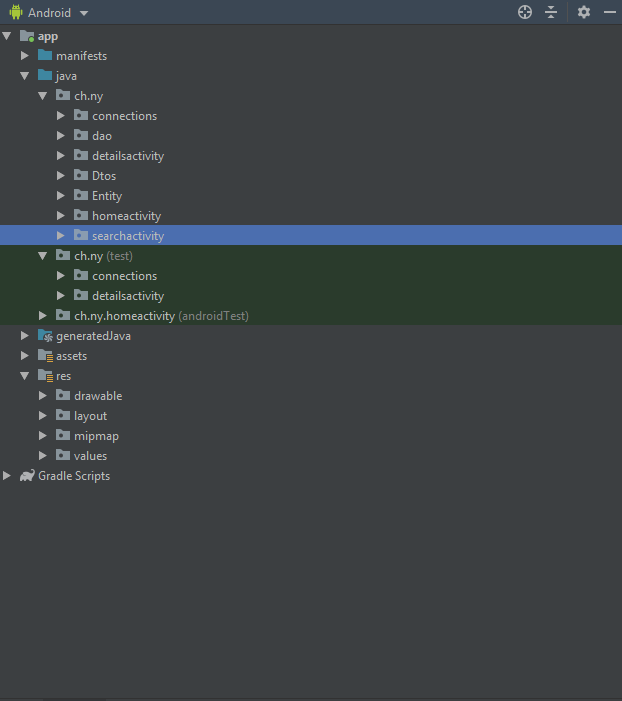 Android
app
manifests
java
ch.ny
connections
dao
detailsactivity
Dtos
Entity
homeactivity
searchactivity
ch.ny (test)
connections
detailsactivity
ch.ny.homeactivity (androidTest)
generatedJava
assets
res
drawable
layout
mipmap
values
Gradle Scripts